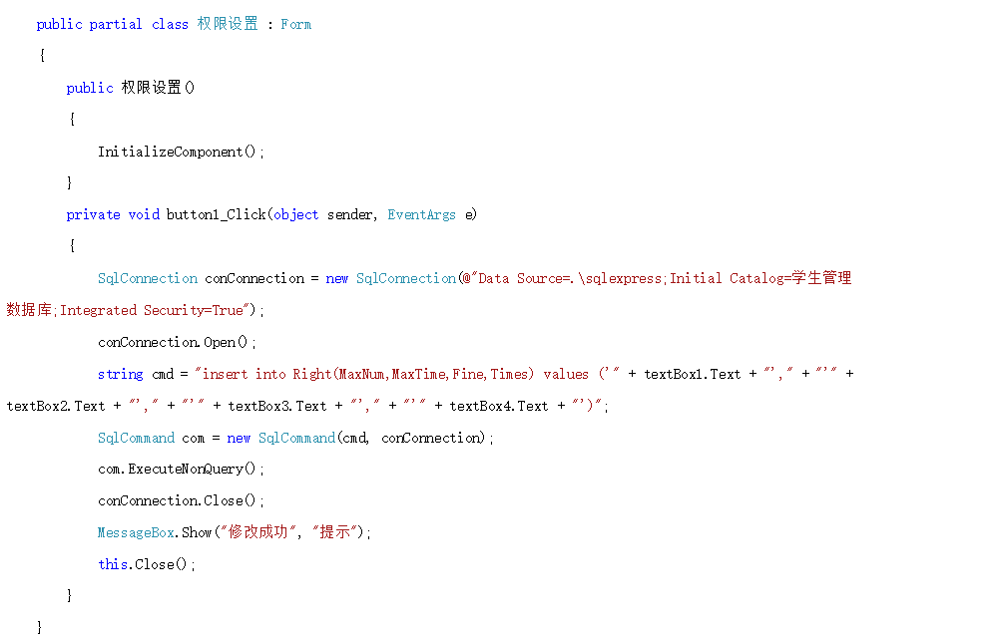 public partial class 权限设置 : Form
{
public 权限设置()
{
InitializeComponent();
}
private void button1_Click(object sender, EventArgs e)
{
SqlConnection conConnection = new SqlConnection(@"Data Source=.\sqlexpress;Initial Catalog=学生管理
数据库;Integrated Security=True");
conConnection.Open();
string cmd = "insert into Right(MaxNum,MaxTime,Fine,Times) values ('" + textBox1.Text + "'," + "'" +
textBox2.Text + "'," + "'" + textBox3.Text + "'," + "'" + textBox4.Text + "')";
SqlCommand com = new SqlCommand(cmd, conConnection);
com.ExecuteNonQuery();
conConnection.Close();
MessageBox.Show("修改成功", "提示");
this.Close();
}
}